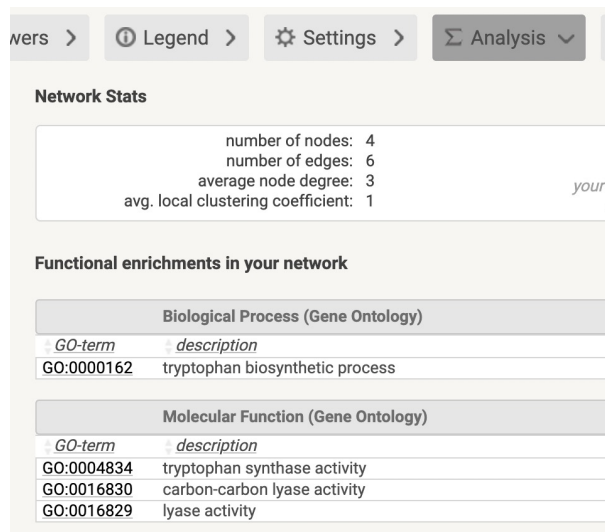 Legend
Settings
Σ Analysis
Network Stats
number of nodes: 4
number of edges: 6
average node degree: 3
avg. local clustering coefficient: 1
your
Functional enrichments in your network
Biological Process (Gene Ontology)
GO-term description
GO:0000162 tryptophan biosynthetic process
Molecular Function (Gene Ontology)
GO-term description
GO:0004834 tryptophan synthase activity
GO:0016830 carbon-carbon lyase activity
GO:0016829 lyase activity